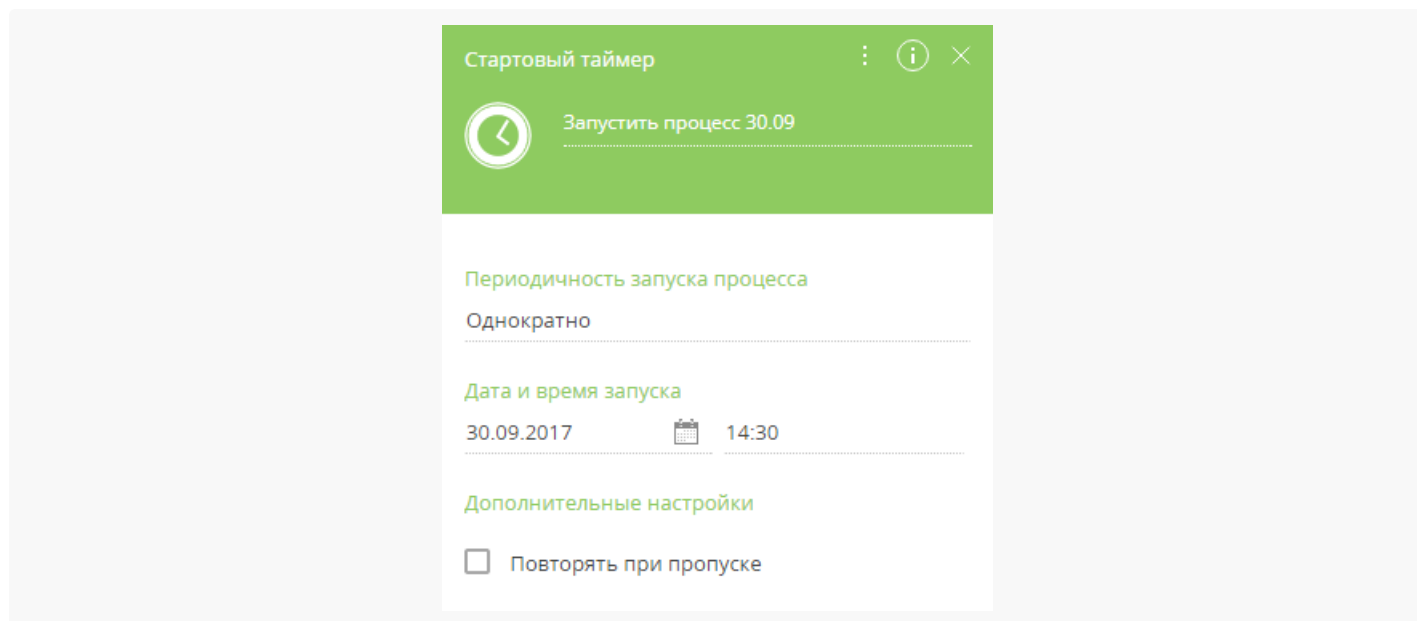 Стартовый таймер
Запустить процесс 30.09
Периодичность запуска процесса
Однократно
Дата и время запуска
30.09.2017 14:30
Дополнительные настройки
Повторять при пропуске